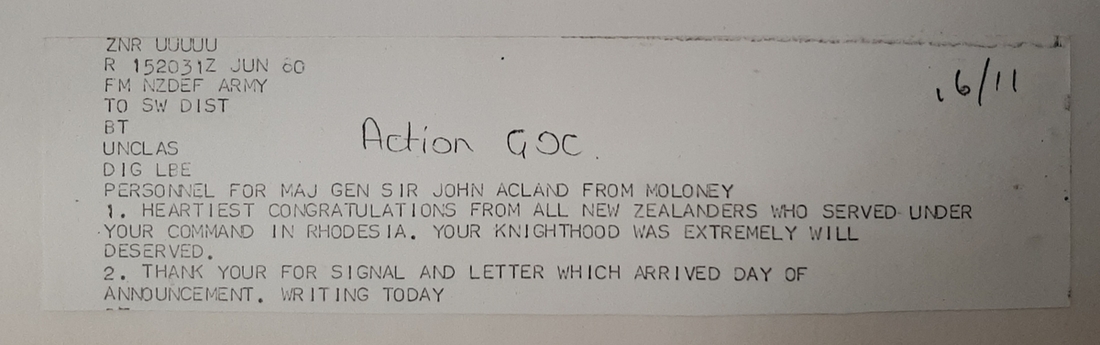 ZNR UUUUU
R 152031Z JUN 60
FM NZDEF ARMY
TO SW DIST
BT
UNCLAS
DIG LBE
Action GOC.
16/11
PERSONNEL FOR MAJ GEN SIR JOHN ACLAND FROM MOLONEY
1. HEARTIEST CONGRATULATIONS FROM ALL NEW ZEALANDERS WHO SERVED UNDER
YOUR COMMAND IN RHODESIA. YOUR KNIGHTHOOD WAS EXTREMELY WILL
DESERVED.
2. THANK YOUR FOR SIGNAL AND LETTER WHICH ARRIVED DAY OF
ANNOUNCEMENT. WRITING TODAY